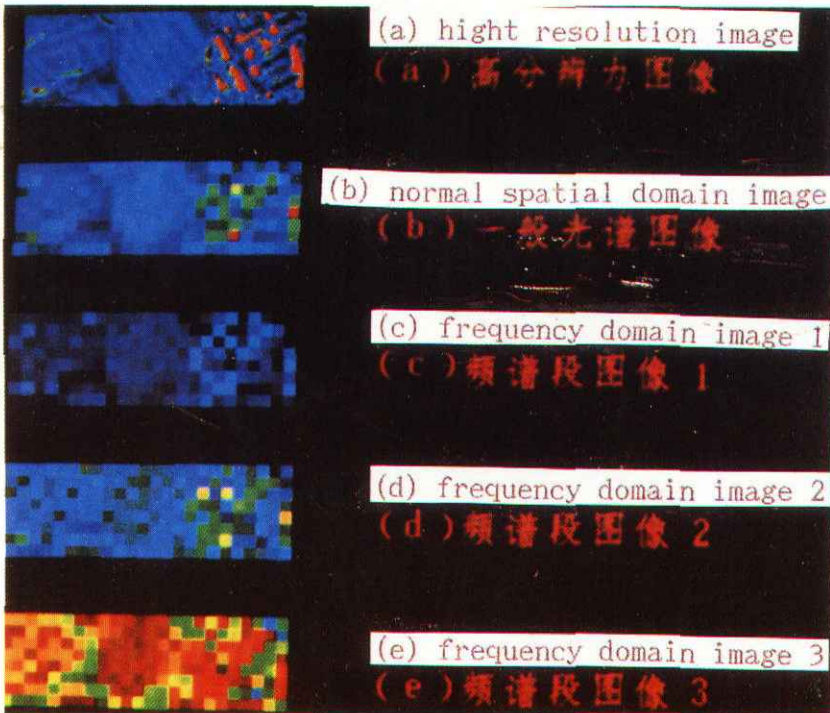 (a) hight resolution image
(a) 高分辨力图像
(b) normal spatial domain image
(b) 一般光谱图像
(c) frequency domain image 1
(c) 频谱段图像 1
(d) frequency domain image 2
(d) 频谱段图像 2
(e) frequency domain image 3
(e) 频谱段图像 3